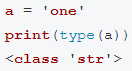 a = 'one'
print(type(a))
<class 'str'>